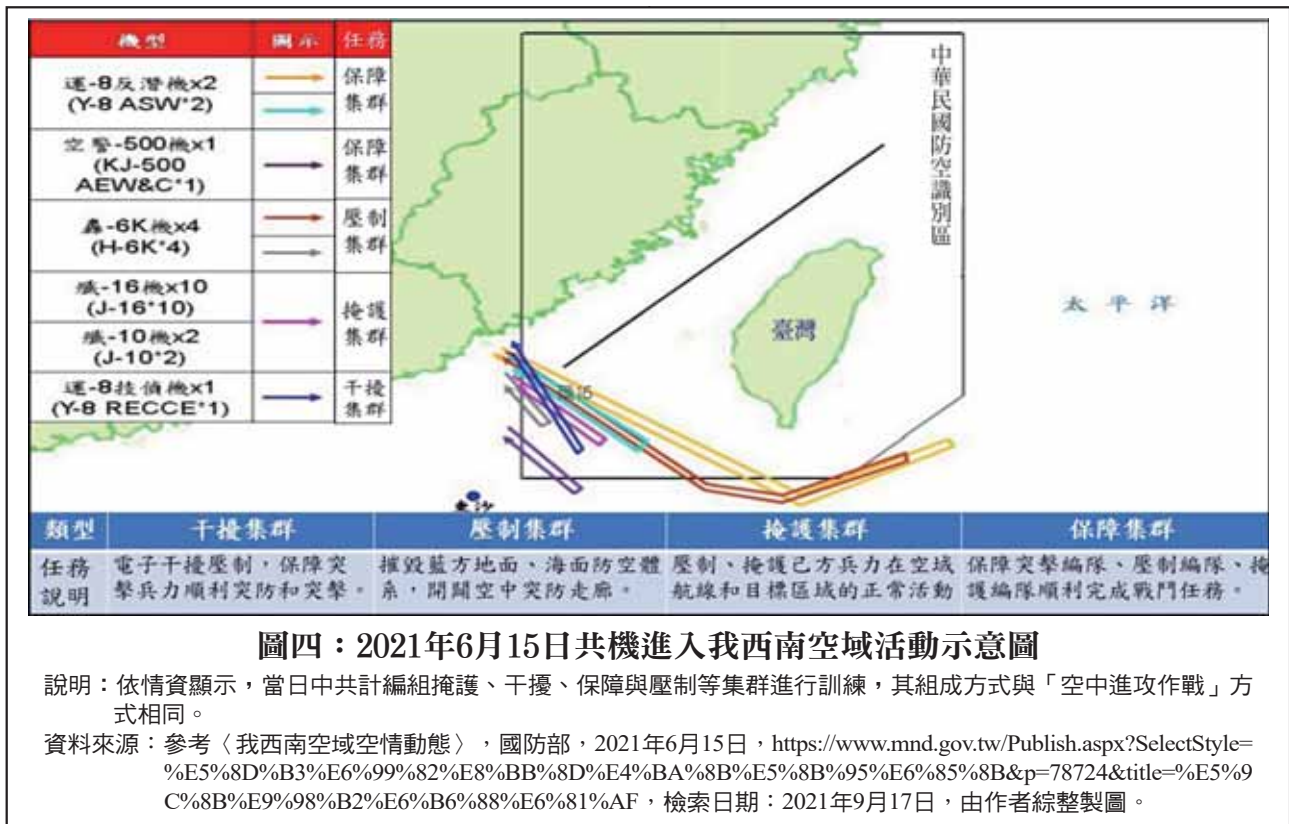 機型 圖示 任務
運-8反潛機x2
(Y-8 ASW*2)
保障
集群
空警-500機x1
(KJ-500
AEW&C*1)
保障
集群
轟-6K機x4
(H-6K*4)
壓制
集群
殲-16機x10
(J-16*10)
殲-10機x2
(J-10*2)
掩護
集群
運-8技偵機x1
(Y-8 RECCE*1)
干擾
集群
中華民國防空識別區
臺灣
太平洋
東沙
類型 干擾集群 壓制集群 掩護集群 保障集群
任務
說明
電子干擾壓制,保障突
擊兵力順利突防和突擊。
摧毀藍方地面、海面防空體
系,開闢空中突防走廊。
壓制、掩護己方兵力在空域
航線和目標區域的正常活動
保障突擊編隊、壓制編隊、掩
護編隊順利完成戰鬥任務。
圖四:2021年6月15日共機進入我西南空域活動示意圖
說明:依情資顯示,當日中共計編組掩護、干擾、保障與壓制等集群進行訓練,其組成方式與「空中進攻作戰」方
式相同。
資料來源:參考〈我西南空域空情動態〉,國防部,2021年6月15日,https://www.mnd.gov.tw/Publish.aspx?SelectStyle=
%E5%8D%B3%E6%99%82%E8%BB%8D%E4%BA%8B%E5%8B%95%E6%85%8B&p=78724&title=%E5%9
C%8B%E9%98%B2%E6%B6%88%E6%81%AF,檢索日期:2021年9月17日,由作者綜整製圖。